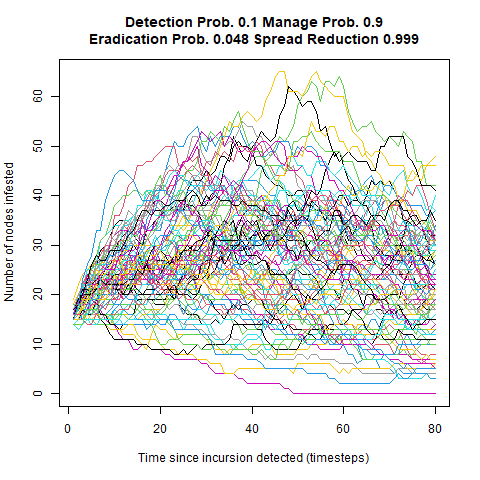 Detection Prob. 0.1 Manage Prob. 0.9
Eradication Prob. 0.048 Spread Reduction 0.999
Number of nodes infested
60
50
40
30
20
10
0
0 20 40 60 80
Time since incursion detected (timesteps)